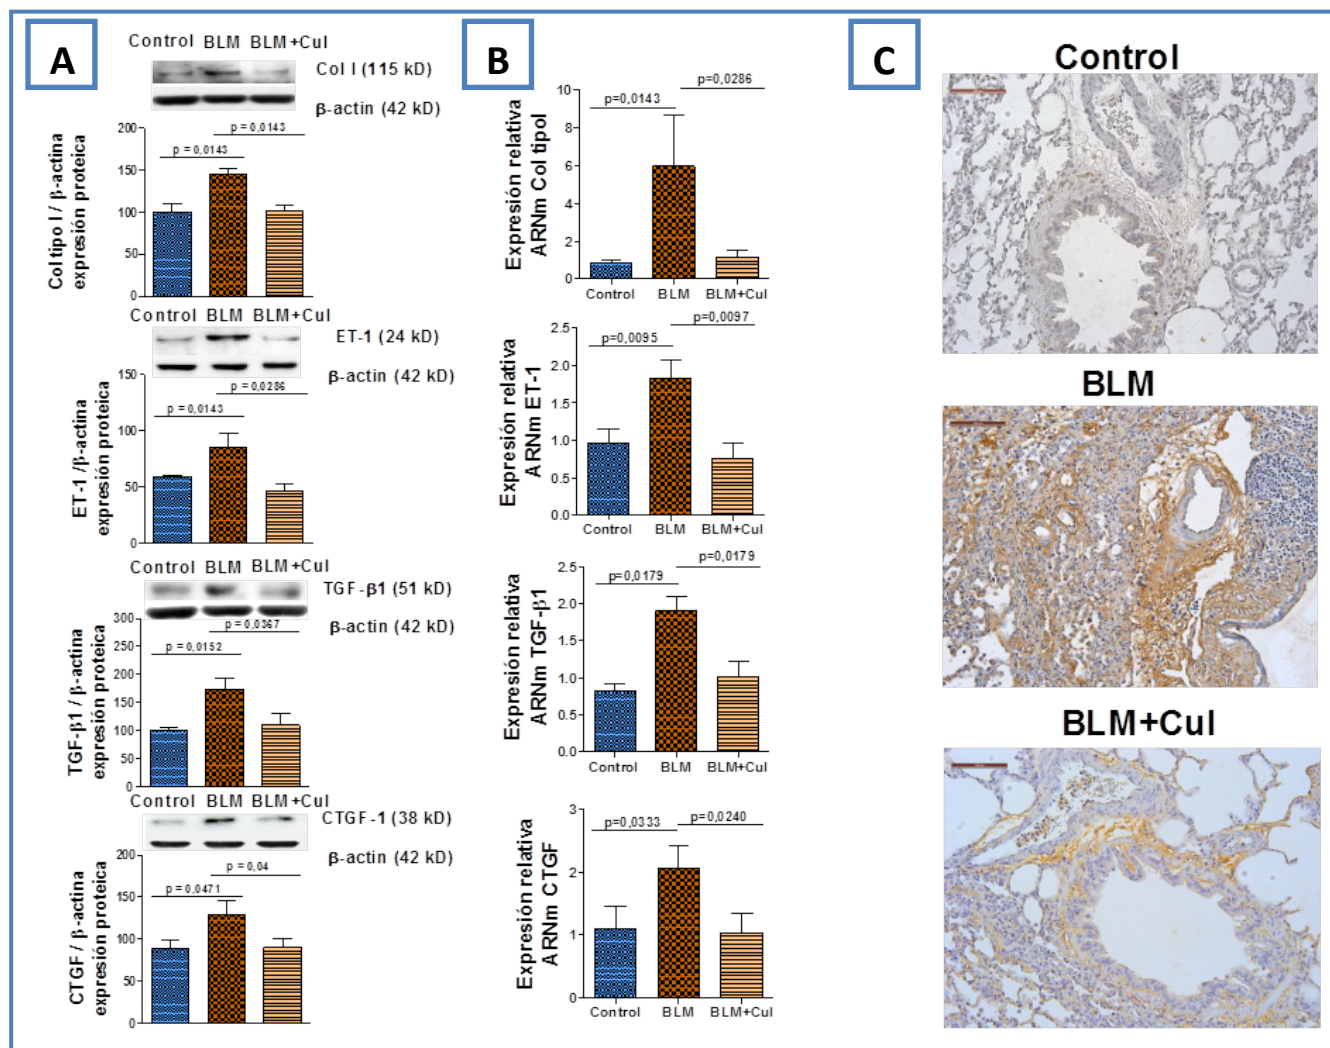 A
Control BLM BLM+Cul
Col I (115 kD)
β-actin (42 kD)
Col tipo I / β-actina
expresión proteica
200
150
100
50
0
p = 0,0143
p = 0,0143
Control BLM BLM+Cul
ET-1 (24 kD)
β-actin (42 kD)
ET-1 /β-actina
expresión proteica
150
100
50
0
p = 0,0286
p = 0,0143
Control BLM BLM+Cul
TGF-β1 (51 kD)
β-actin (42 kD)
TGF-β1 / β-actina
expresión proteica
300
250
200
150
100
50
0
p = 0,0367
p = 0,0152
Control BLM BLM+Cul
CTGF-1 (38 kD)
β-actin (42 kD)
CTGF / β-actina
expresión proteica
200
150
100
50
0
p = 0,04
p = 0,0471
B
Expresión relativa
ARNm Col tipoI
10
8
6
4
2
0
p=0,0286
p=0,0143
Control BLM BLM+Cul
Expresión relativa
ARNm ET-1
2.5
2.0
1.5
1.0
0.5
0.0
p=0,0097
p=0,0095
Control BLM BLM+Cul
Expresión relativa
ARNm TGF-β1
2.5
2.0
1.5
1.0
0.5
0.0
p=0,0179
p=0,0179
Control BLM BLM+Cul
Expresión relativa
ARNm CTGF
3
2
1
0
p=0,0333
p=0,0240
Control BLM BLM+Cul
C
Control
BLM
BLM+Cul